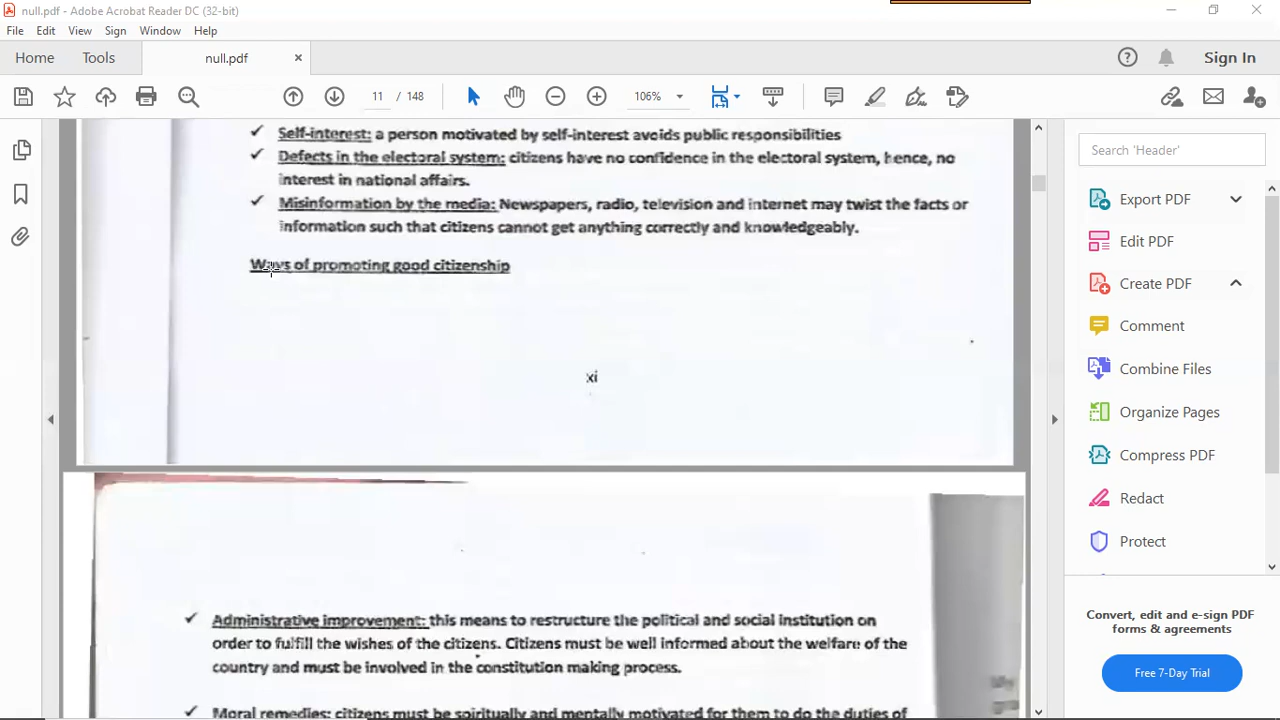 null.pdf - Adobe Acrobat Reader DC (32-bit)
File Edit View Sign Window Help
Home Tools null.pdf × Sign In
11 / 148 106%
✓ Self-interest: a person motivated by self-interest avoids public responsibilities
✓ Defects in the electoral system: citizens have no confidence in the electoral system, hence, no
interest in national affairs.
✓ Misinformation by the media: Newspapers, radio, television and internet may twist the facts or
information such that citizens cannot get anything correctly and knowledgeably.
Ways of promoting good citizenship
xi
✓ Administrative improvement: this means to restructure the political and social institution on
order to fulfill the wishes of the citizens. Citizens must be well informed about the welfare of the
country and must be involved in the constitution making process.
✓ Moral remedies: citizens must be spiritually and mentally motivated for them to do the duties of
Search 'Header'
Export PDF
Edit PDF
Create PDF
Comment
Combine Files
Organize Pages
Compress PDF
Redact
Protect
Convert, edit and e-sign PDF
forms & agreements
Free 7-Day Trial